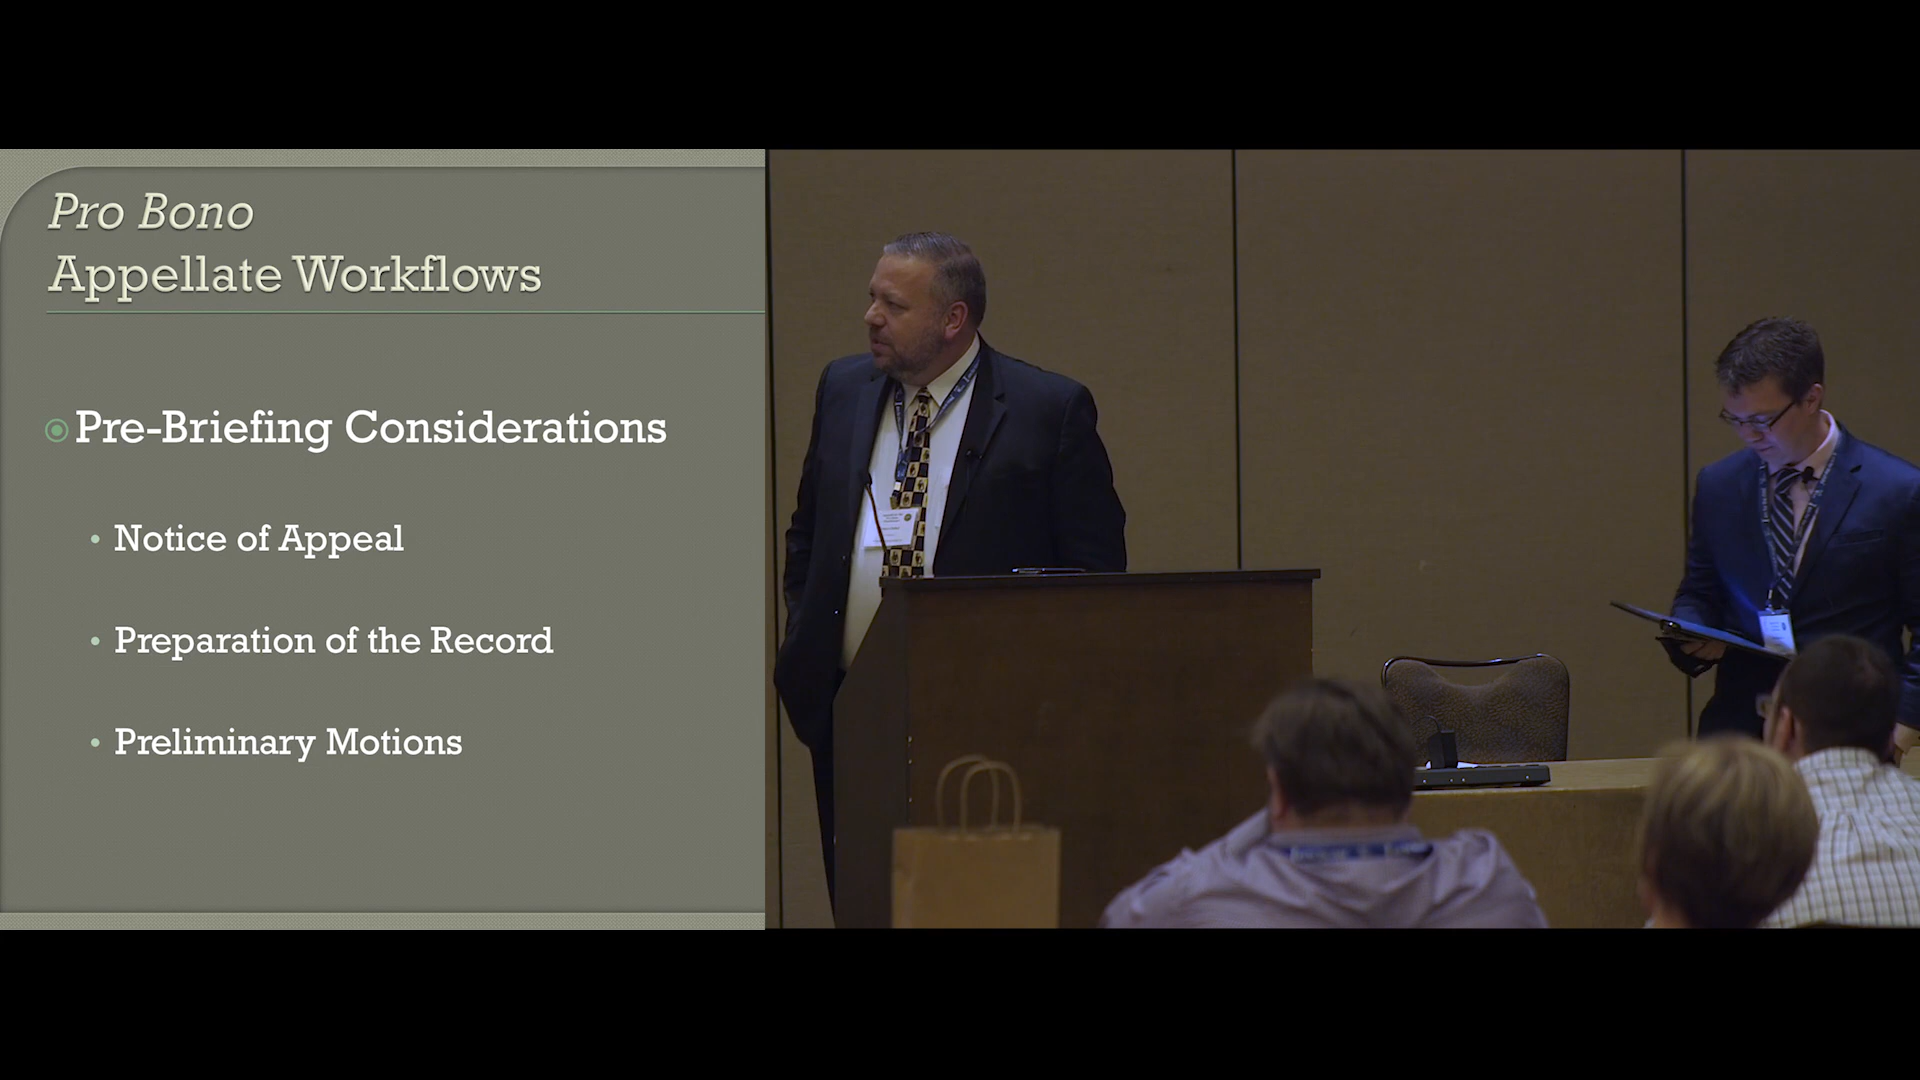 Pro Bono
Appellate Workflows
Pre-Briefing Considerations
• Notice of Appeal
• Preparation of the Record
• Preliminary Motions